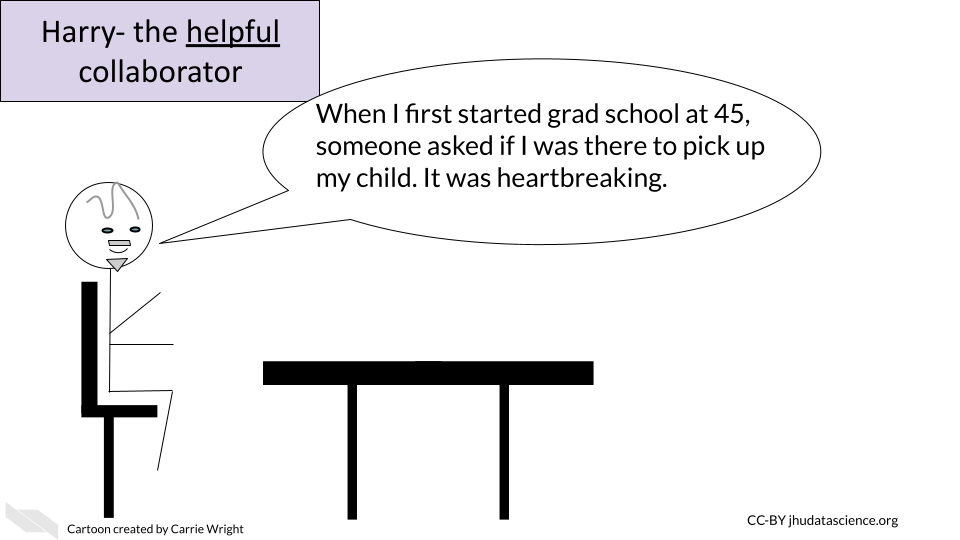 Harry- the helpful
collaborator
When I first started grad school at 45,
someone asked if I was there to pick up
my child. It was heartbreaking.
Cartoon created by Carrie Wright
CC-BY jhudatascience.org